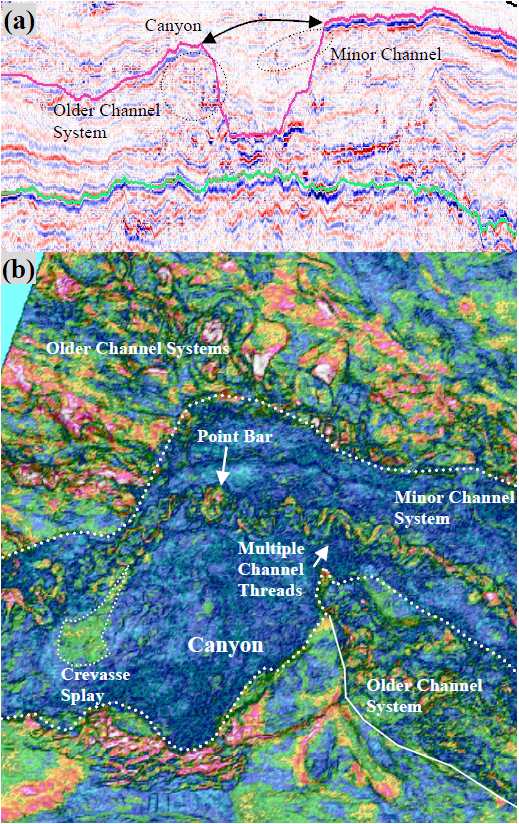 (a)
Canyon
Minor Channel
Older Channel
System
(b)
Older Channel Systems
Point Bar
Minor Channel
System
Multiple
Channel
Threads
Canyon
Crevasse
Splay
Older Channel
System